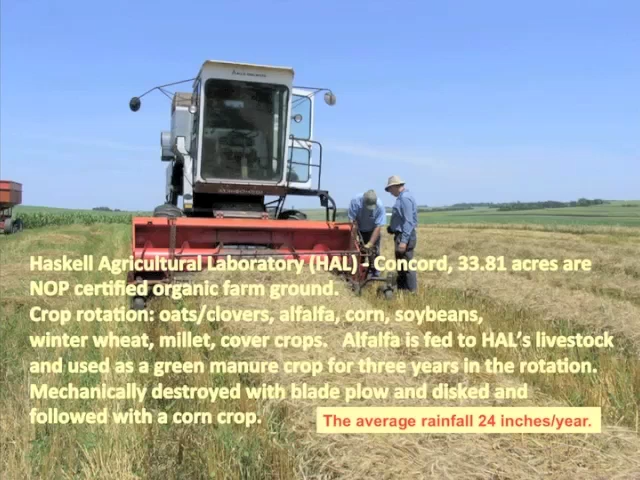 Haskell Agricultural Laboratory (HAL) - Concord, 33.81 acres are
NOP certified organic farm ground.
Crop rotation: oats/clovers, alfalfa, corn, soybeans,
winter wheat, millet, cover crops. Alfalfa is fed to HAL's livestock
and used as a green manure crop for three years in the rotation.
Mechanically destroyed with blade plow and disked and
followed with a corn crop.
The average rainfall 24 inches/year.